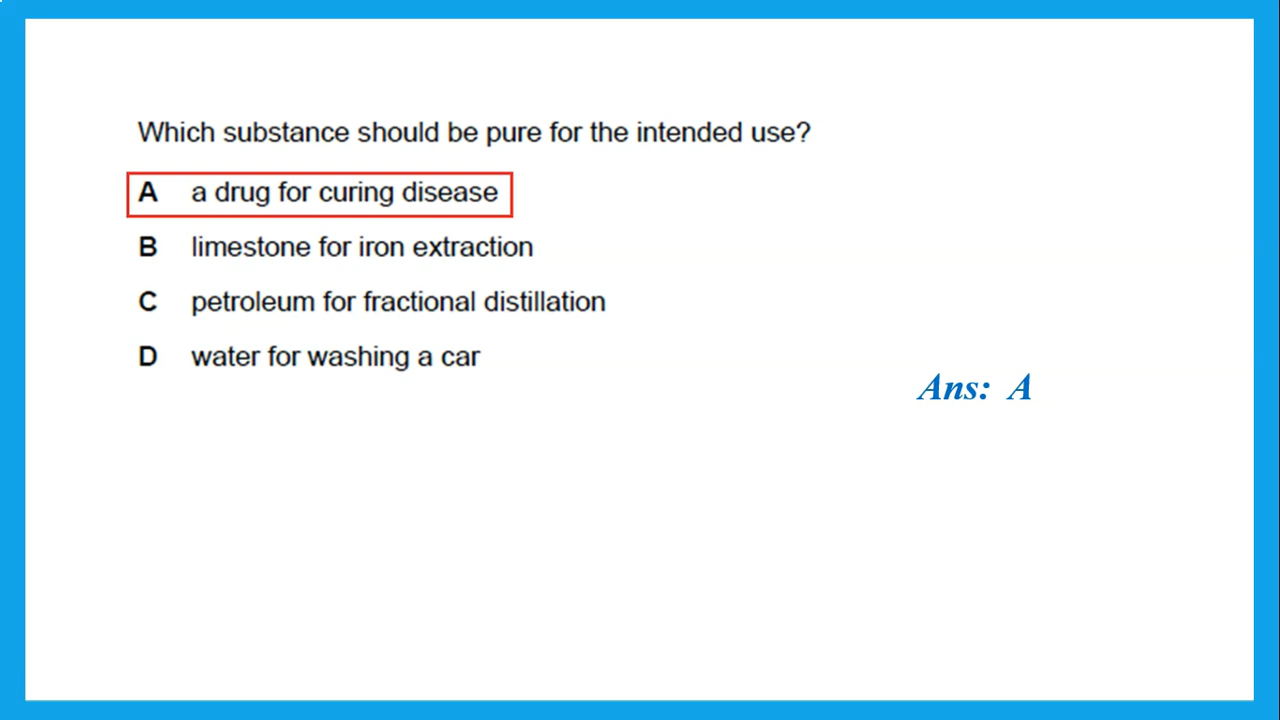 Which substance should be pure for the intended use?
A a drug for curing disease
B limestone for iron extraction
C petroleum for fractional distillation
D water for washing a car
Ans: A